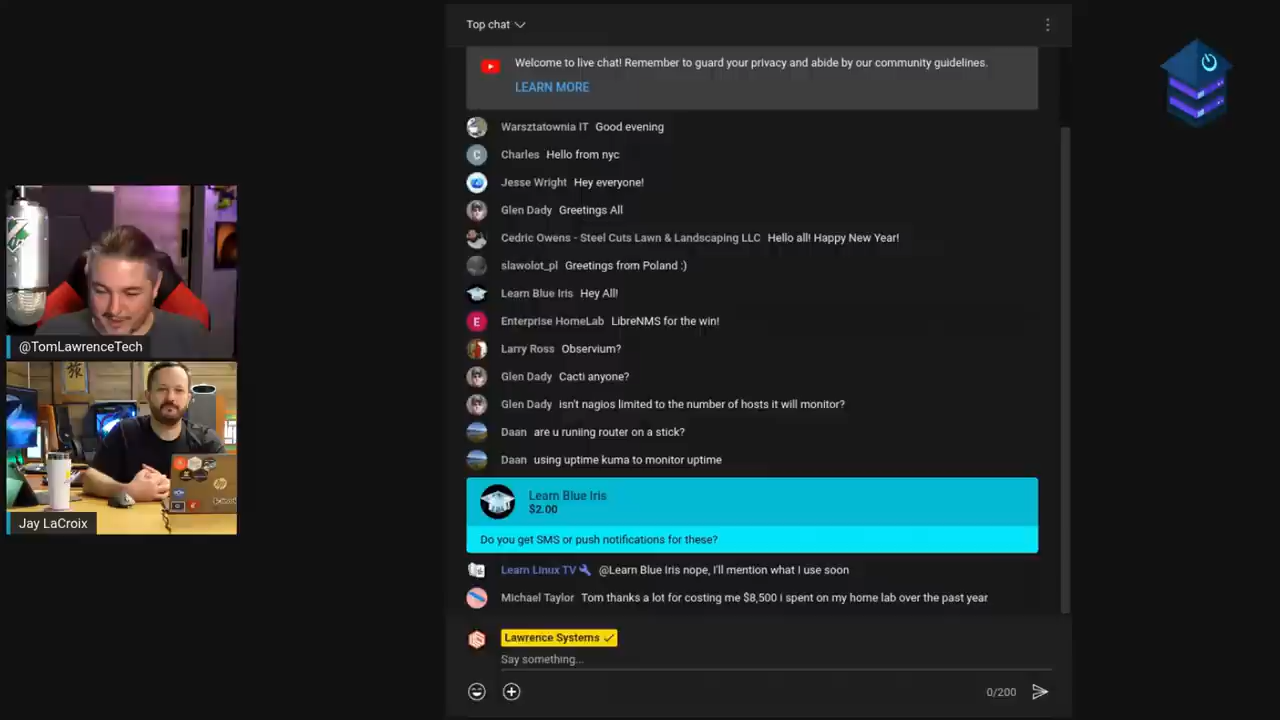 Top chat
Welcome to live chat! Remember to guard your privacy and abide by our community guidelines.
LEARN MORE
Warsztatownia IT Good evening
C Charles Hello from nyc
Jesse Wright Hey everyone!
Glen Dady Greetings All
Cedric Owens - Steel Cuts Lawn & Landscaping LLC Hello all! Happy New Year!
slawolot_pl Greetings from Poland :)
Learn Blue Iris Hey All!
E Enterprise HomeLab LibreNMS for the win!
Larry Ross Observium?
Glen Dady Cacti anyone?
Glen Dady isn't nagios limited to the number of hosts it will monitor?
Daan are u runiing router on a stick?
Daan using uptime kuma to monitor uptime
Learn Blue Iris
$2.00
Do you get SMS or push notifications for these?
Learn Linux TV @Learn Blue Iris nope, I'll mention what I use soon
Michael Taylor Tom thanks a lot for costing me $8,500 i spent on my home lab over the past year
Lawrence Systems
Say something...
0/200
@TomLawrenceTech
Jay LaCroix
hp